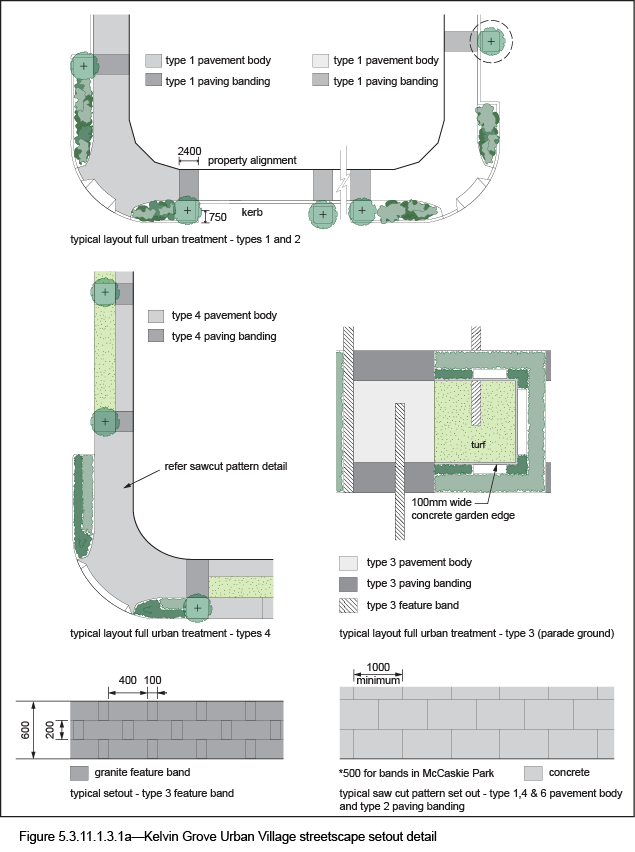 type 1 pavement body
type 1 paving banding
type 1 pavement body
type 1 paving banding
2400
property alignment
750
kerb
typical layout full urban treatment - types 1 and 2
type 4 pavement body
type 4 paving banding
refer sawcut pattern detail
typical layout full urban treatment - types 4
turf
100mm wide
concrete garden edge
type 3 pavement body
type 3 paving banding
type 3 feature band
typical layout full urban treatment - type 3 (parade ground)
400
100
600
200
granite feature band
typical setout - type 3 feature band
1000
minimum
*500 for bands in McCaskie Park
concrete
typical saw cut pattern set out - type 1,4 & 6 pavement body
and type 2 paving banding
Figure 5.3.11.1.3.1a—Kelvin Grove Urban Village streetscape setout detail